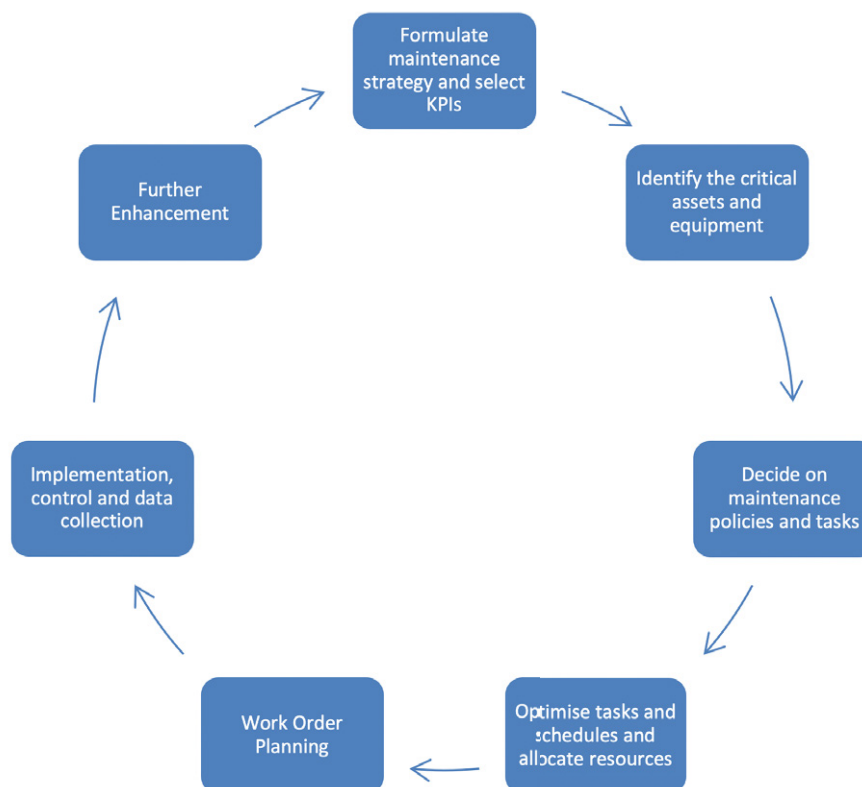 Formulate
maintenance
strategy and select
KPIs
Identify the critical
assets and
equipment
Decide on
maintenance
policies and tasks
Optimise tasks and
schedules and
allocate resources
Work Order
Planning
Implementation,
control and data
collection
Further
Enhancement